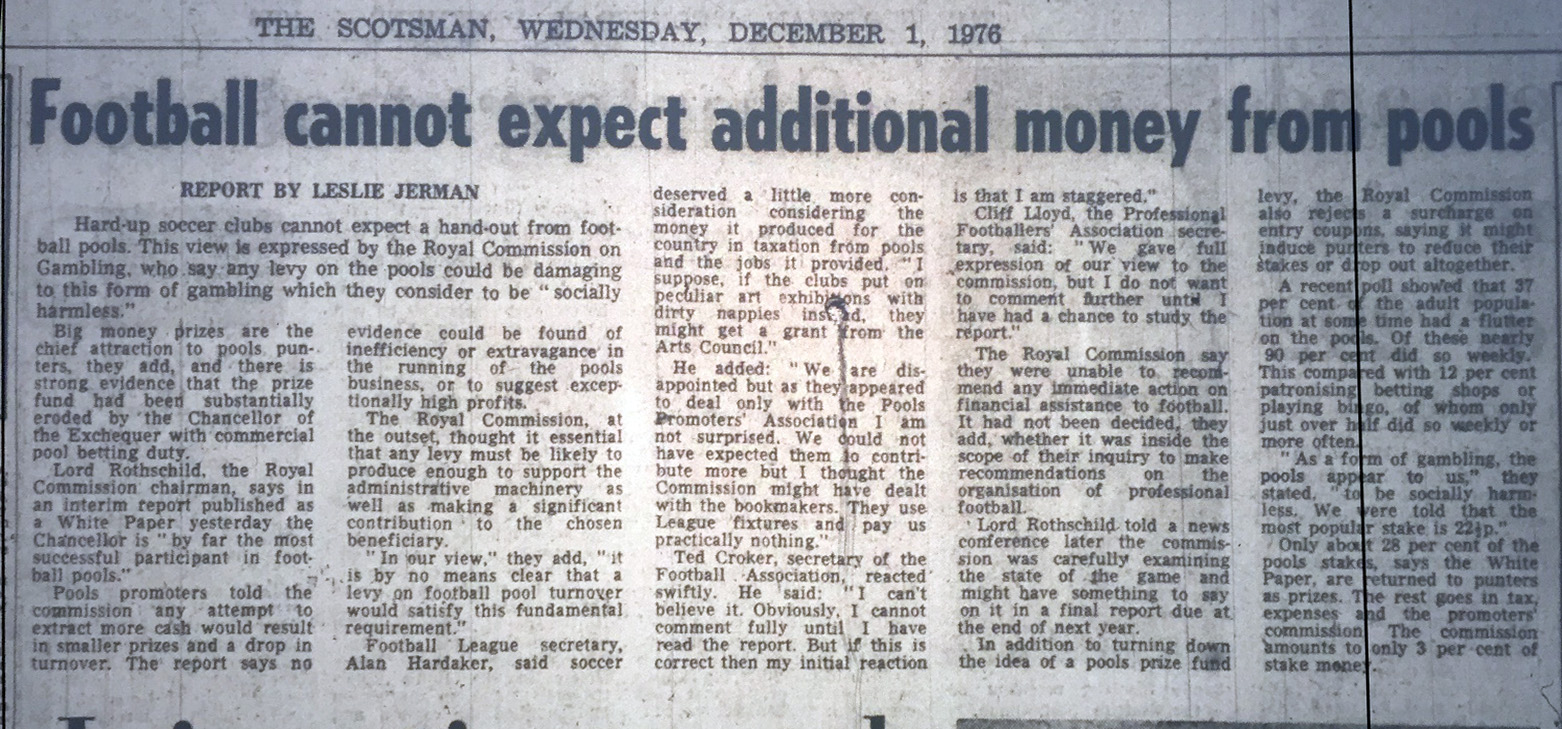 THE SCOTSMAN, WEDNESDAY, DECEMBER 1, 1976
Football cannot expect additional money from pools
REPORT BY LESLIE JERMAN
Hard-up soccer clubs cannot expect a hand-out from foot-
ball pools. This view is expressed by the Royal Commission on
Gambling, who say any levy on the pools could be damaging
to this form of gambling which they consider to be "socially
harmless."
Big money prizes are the
chief attraction to pools pun-
ters, they add, and there is
strong evidence that the prize
fund had been substantially
eroded by the Chancellor of
the Exchequer with commercial
pool betting duty.
Lord Rothschild, the Royal
Commission chairman, says in
an interim report published as
a White Paper yesterday the
Chancellor is "by far the most
successful participant in foot-
ball pools."
Pools promoters told the
commission any attempt to
extract more cash would result
in smaller prizes and a drop in
turnover. The report says no
evidence could be found of
inefficiency or extravagance in
the running of the pools
business, or to suggest excep-
tionally high profits.
The Royal Commission, at
the outset, thought it essential
that any levy must be likely to
produce enough to support the
administrative machinery as
well as making a significant
contribution to the chosen
beneficiary.
"In our view," they add, "it
is by no means clear that a
levy on football pool turnover
would satisfy this fundamental
requirement."
Football League secretary,
Alan Hardaker, said soccer
deserved a little more con-
sideration considering the
money it produced for the
country in taxation from pools
and the jobs it provided. "I
suppose, if the clubs put on
peculiar art exhibitions with
dirty nappies instead, they
might get a grant from the
Arts Council."
He added: "We are dis-
appointed but as they appeared
to deal only with the Pools
Promoters' Association I am
not surprised. We could not
have expected them to contri-
bute more but I thought the
Commission might have dealt
with the bookmakers. They use
League fixtures and pay us
practically nothing."
Ted Croker, secretary of the
Football Association, reacted
swiftly. He said: "I can't
believe it. Obviously, I cannot
comment fully until I have
read the report. But if this is
correct then my initial reaction
is that I am staggered."
Cliff Lloyd, the Professional
Footballers' Association secre-
tary, said: "We gave full
expression of our view to the
commission, but I do not want
to comment further until I
have had a chance to study the
report."
The Royal Commission say
they were unable to recom-
mend any immediate action on
financial assistance to football.
It had not been decided, they
add, whether it was inside the
scope of their inquiry to make
recommendations on the
organisation of professional
football.
Lord Rothschild told a news
conference later the commis-
sion was carefully examining
the state of the game and
might have something to say
on it in a final report due at
the end of next year.
In addition to turning down
the idea of a pools prize fund
levy, the Royal Commission
also rejects a surcharge on
entry coupons, saying it might
induce punters to reduce their
stakes or drop out altogether.
A recent poll showed that 37
per cent of the adult popula-
tion at some time had a flutter
on the pools. Of these nearly
90 per cent did so weekly.
This compared with 12 per cent
patronising betting shops or
playing bingo, of whom only
just over half did so weekly or
more often.
"As a form of gambling, the
pools appear to us," they
stated, "to be socially harm-
less. We were told that the
most popular stake is 22½p."
Only about 28 per cent of the
pools stakes, says the White
Paper, are returned to punters
as prizes. The rest goes in tax,
expenses and the promoters'
commission. The commission
amounts to only 3 per cent of
stake money.